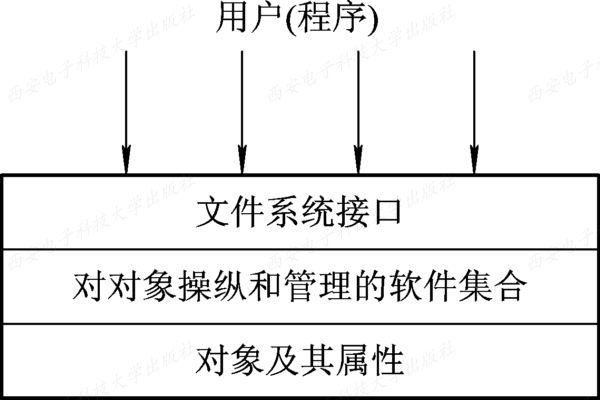 用户(程序)
文件系统接口
对对象操纵和管理的软件集合
对象及其属性
西安电子科技大学出版社